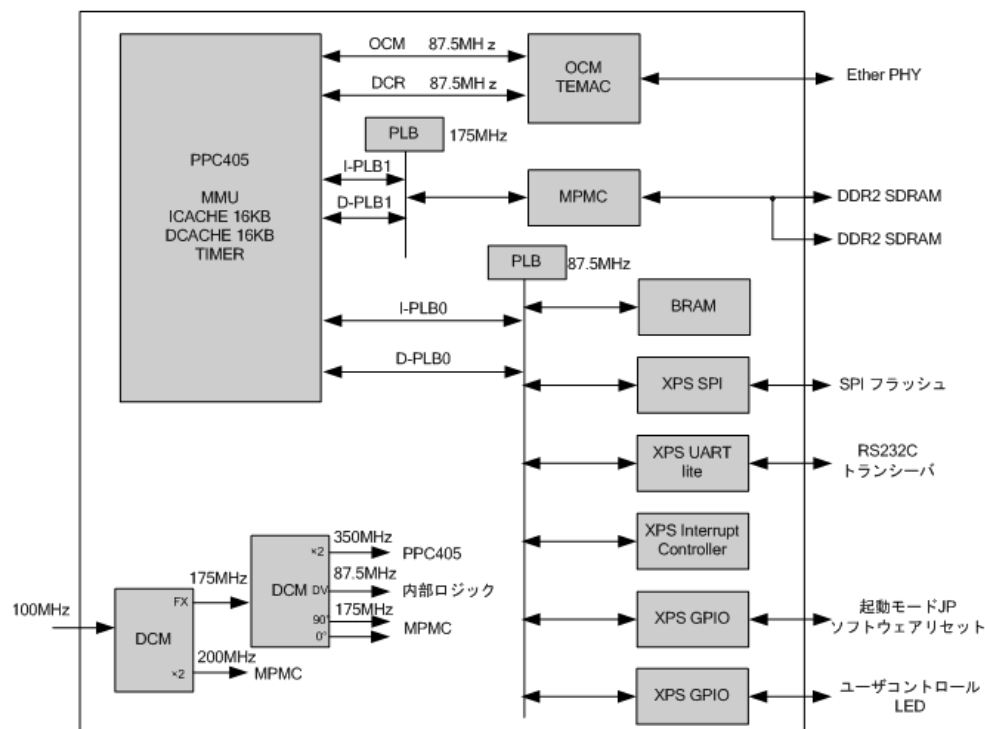 OCM 87.5MHz
DCR 87.5MHz
OCM
TEMAC
Ether PHY
PLB
175MHz
PPC405
MMU
ICACHE 16KB
DCACHE 16KB
TIMER
I-PLB1
D-PLB1
MPMC
DDR2 SDRAM
DDR2 SDRAM
PLB
87.5MHz
I-PLB0
D-PLB0
BRAM
XPS SPI
SPI フラッシュ
XPS UART
lite
RS232C
トランシーバ
XPS Interrupt
Controller
XPS GPIO
起動モードJP
ソフトウェアリセット
XPS GPIO
ユーザコントロール
LED
100MHz
DCM
FX
×2
175MHz
200MHz
MPMC
DCM
×2
DV
90°
0°
350MHz
PPC405
87.5MHz
内部ロジック
175MHz
MPMC